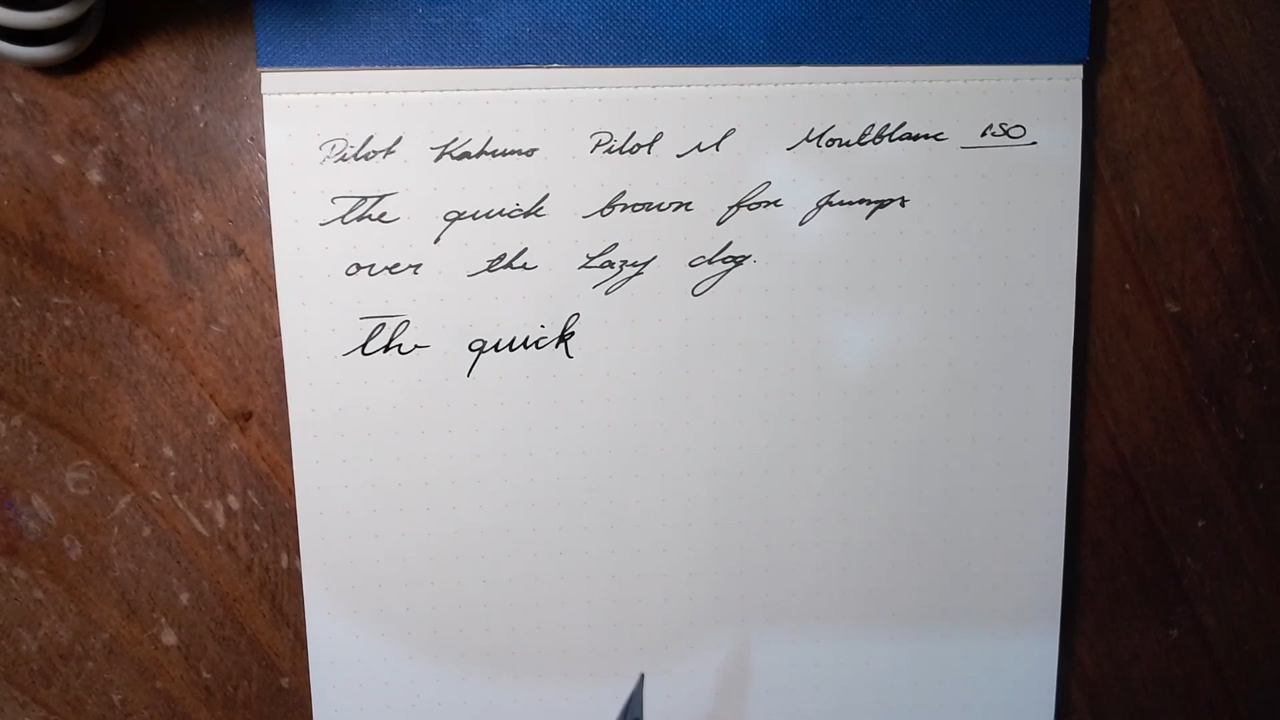 Pilot Kakuno Pilot M Montblanc 150
The quick brown fox jumps
over the Lazy dog.
The quick